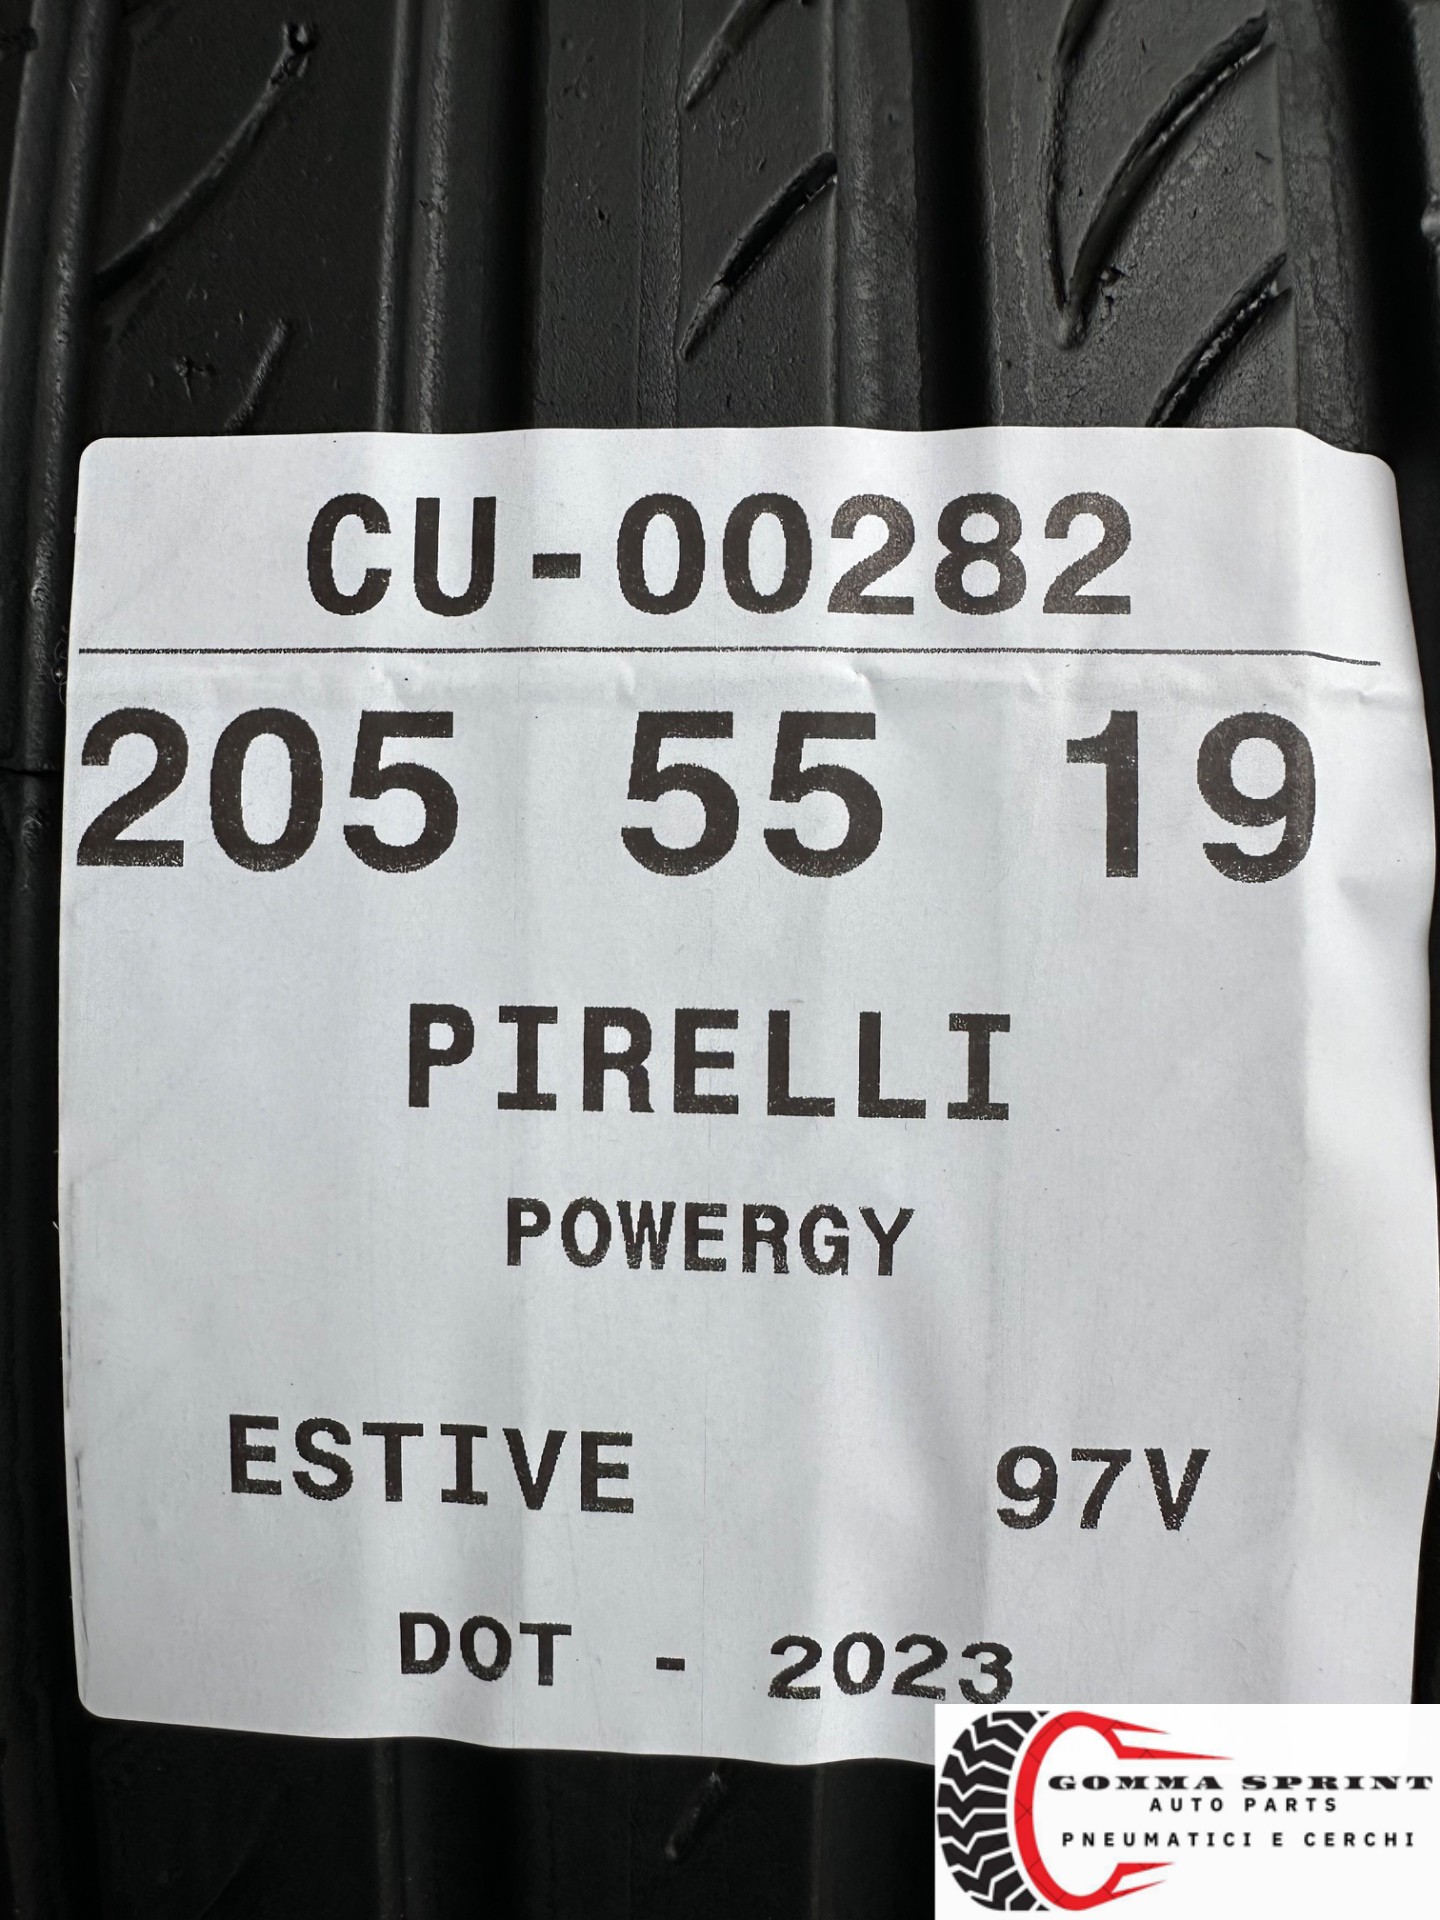 CU-00282
205 55 19
PIRELLI
POWERGY
ESTIVE 97V
DOT - 2023
GOMMA SPRINT
AUTO PARTS
PNEUMATICI E CERCHI